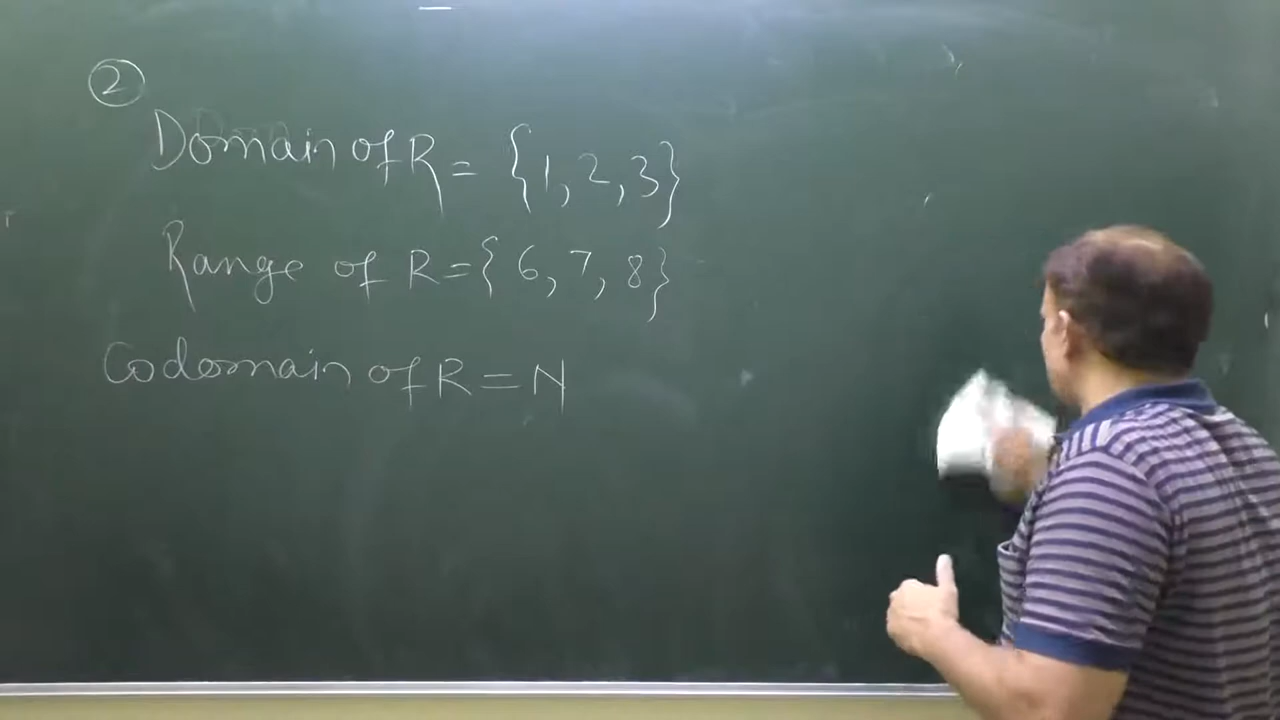 ②
Domain of R = {1, 2, 3}
Range of R = {6, 7, 8}
Codomain of R = N